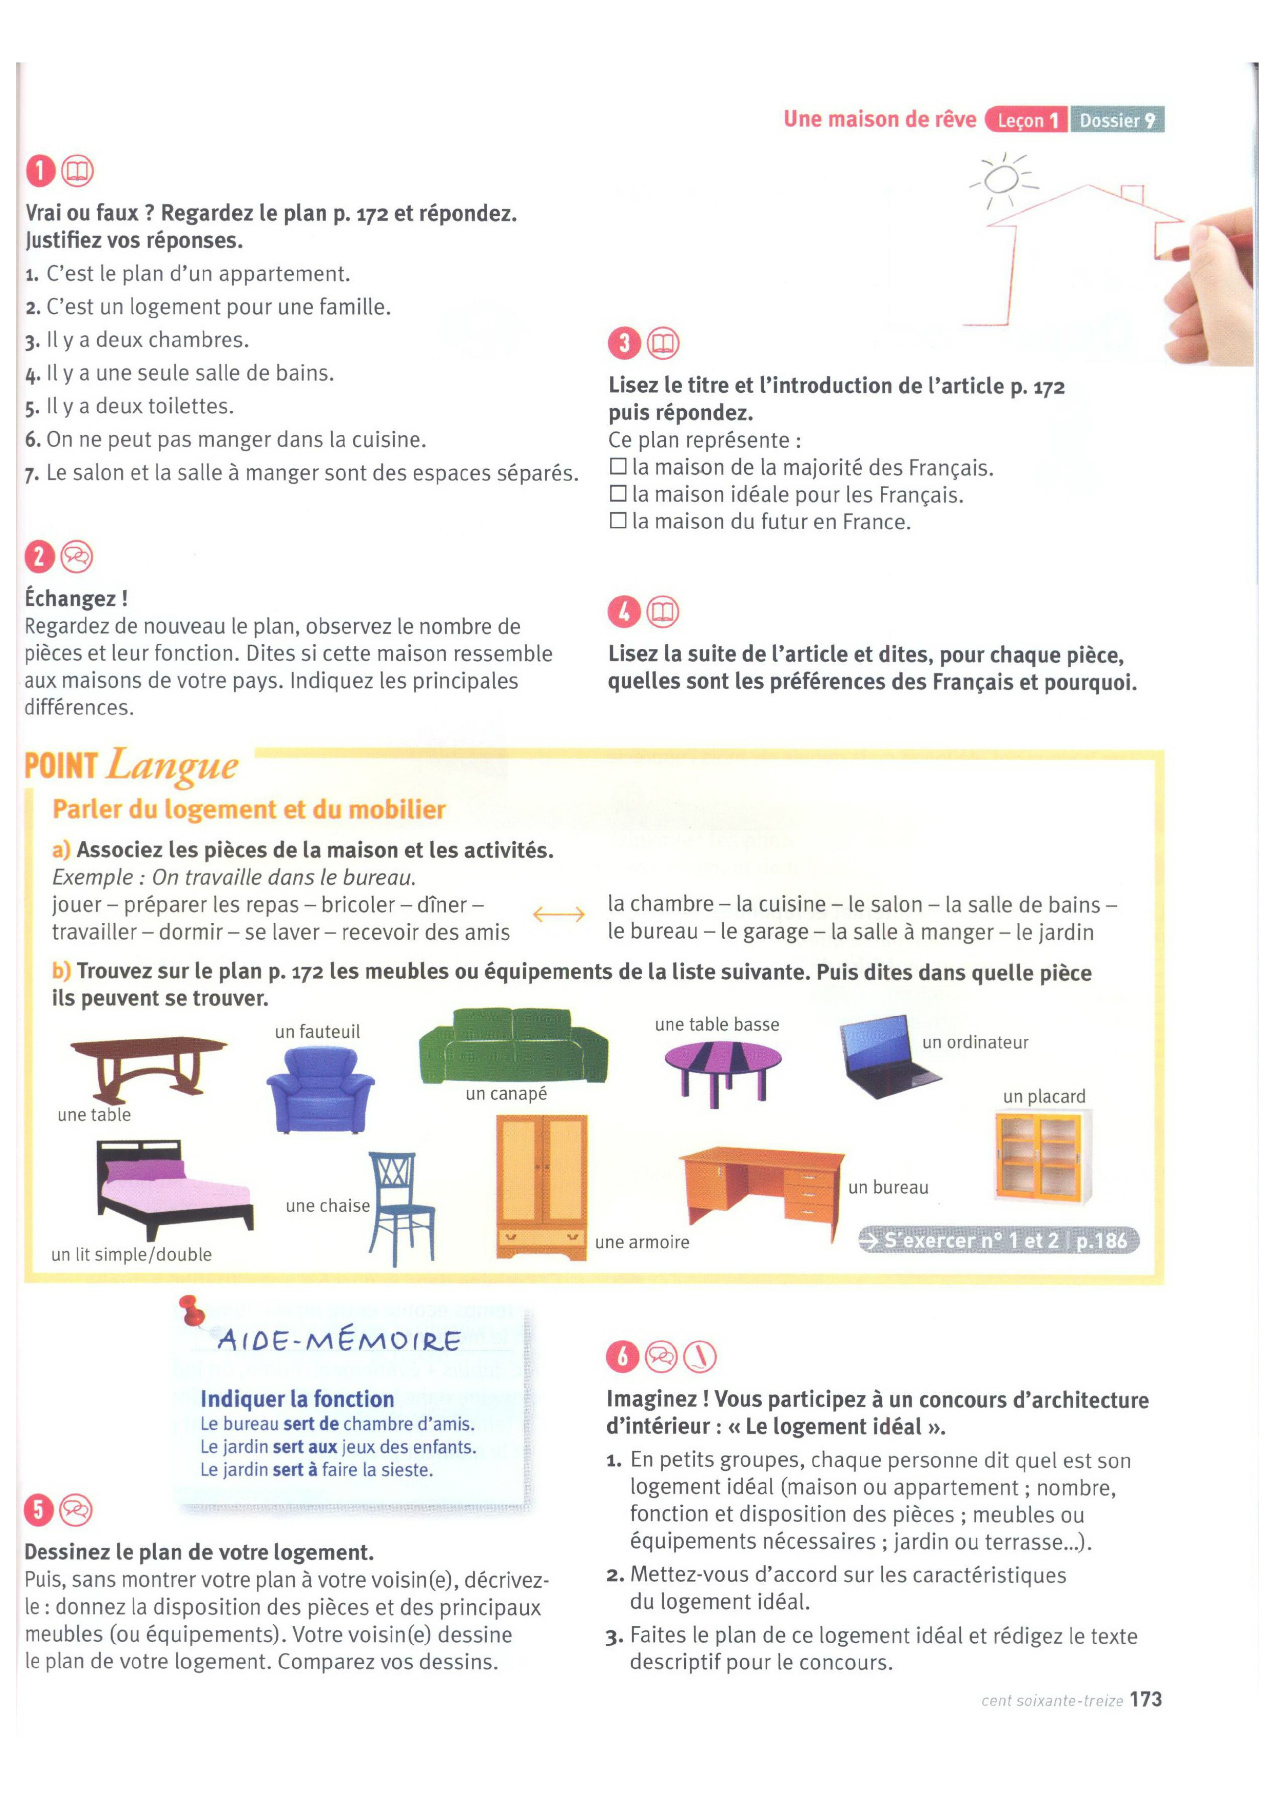 Une maison de rêve Leçon 1 Dossier 9
1
Vrai ou faux ? Regardez le plan p. 172 et répondez.
Justifiez vos réponses.
1. C'est le plan d'un appartement.
2. C'est un logement pour une famille.
3. Il y a deux chambres.
4. Il y a une seule salle de bains.
5. Il y a deux toilettes.
6. On ne peut pas manger dans la cuisine.
7. Le salon et la salle à manger sont des espaces séparés.
2
Échangez !
Regardez de nouveau le plan, observez le nombre de
pièces et leur fonction. Dites si cette maison ressemble
aux maisons de votre pays. Indiquez les principales
différences.
3
Lisez le titre et l'introduction de l'article p. 172
puis répondez.
Ce plan représente :
☐ la maison de la majorité des Français.
☐ la maison idéale pour les Français.
☐ la maison du futur en France.
4
Lisez la suite de l'article et dites, pour chaque pièce,
quelles sont les préférences des Français et pourquoi.
POINT Langue
Parler du logement et du mobilier
a) Associez les pièces de la maison et les activités.
Exemple : On travaille dans le bureau.
jouer – préparer les repas – bricoler – dîner –
travailler – dormir – se laver – recevoir des amis
la chambre – la cuisine – le salon – la salle de bains –
le bureau – le garage – la salle à manger – le jardin
b) Trouvez sur le plan p. 172 les meubles ou équipements de la liste suivante. Puis dites dans quelle pièce
ils peuvent se trouver.
une table
un fauteuil
un canapé
une table basse
un ordinateur
un placard
un lit simple/double
une chaise
une armoire
un bureau
→ S'exercer n° 1 et 2 | p.186
AIDE-MÉMOIRE
Indiquer la fonction
Le bureau sert de chambre d'amis.
Le jardin sert aux jeux des enfants.
Le jardin sert à faire la sieste.
5
Dessinez le plan de votre logement.
Puis, sans montrer votre plan à votre voisin(e), décrivez-
le : donnez la disposition des pièces et des principaux
meubles (ou équipements). Votre voisin(e) dessine
le plan de votre logement. Comparez vos dessins.
6
Imaginez ! Vous participez à un concours d'architecture
d'intérieur : « Le logement idéal ».
1. En petits groupes, chaque personne dit quel est son
logement idéal (maison ou appartement ; nombre,
fonction et disposition des pièces ; meubles ou
équipements nécessaires ; jardin ou terrasse...).
2. Mettez-vous d'accord sur les caractéristiques
du logement idéal.
3. Faites le plan de ce logement idéal et rédigez le texte
descriptif pour le concours.
cent soixante-treize 173